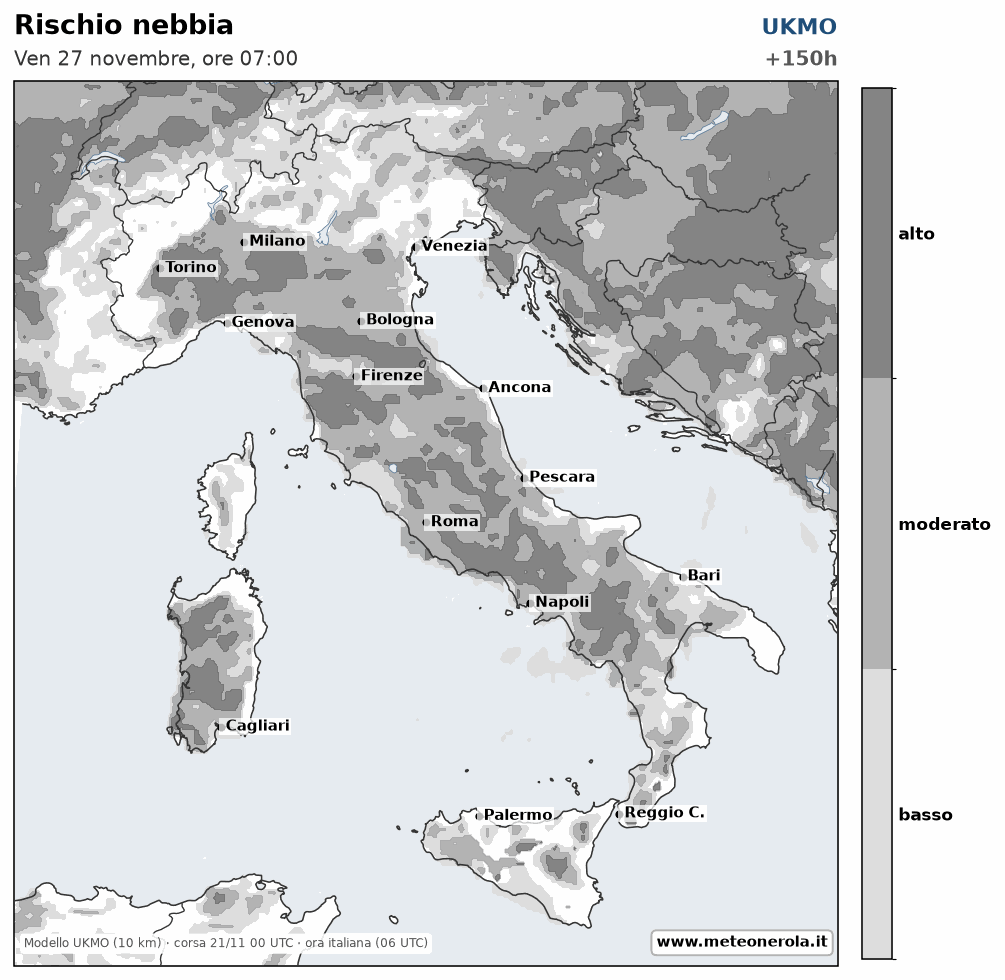 Rischio nebbia
UKMO
Ven 27 novembre, ore 07:00
+150h
Milano
Venezia
Torino
Genova
Bologna
Firenze
Ancona
Pescara
Roma
Bari
Napoli
Cagliari
Palermo
Reggio C.
alto
moderato
basso
Modello UKMO (10 km) · corsa 21/11 00 UTC · ora italiana (06 UTC)
www.meteonerola.it